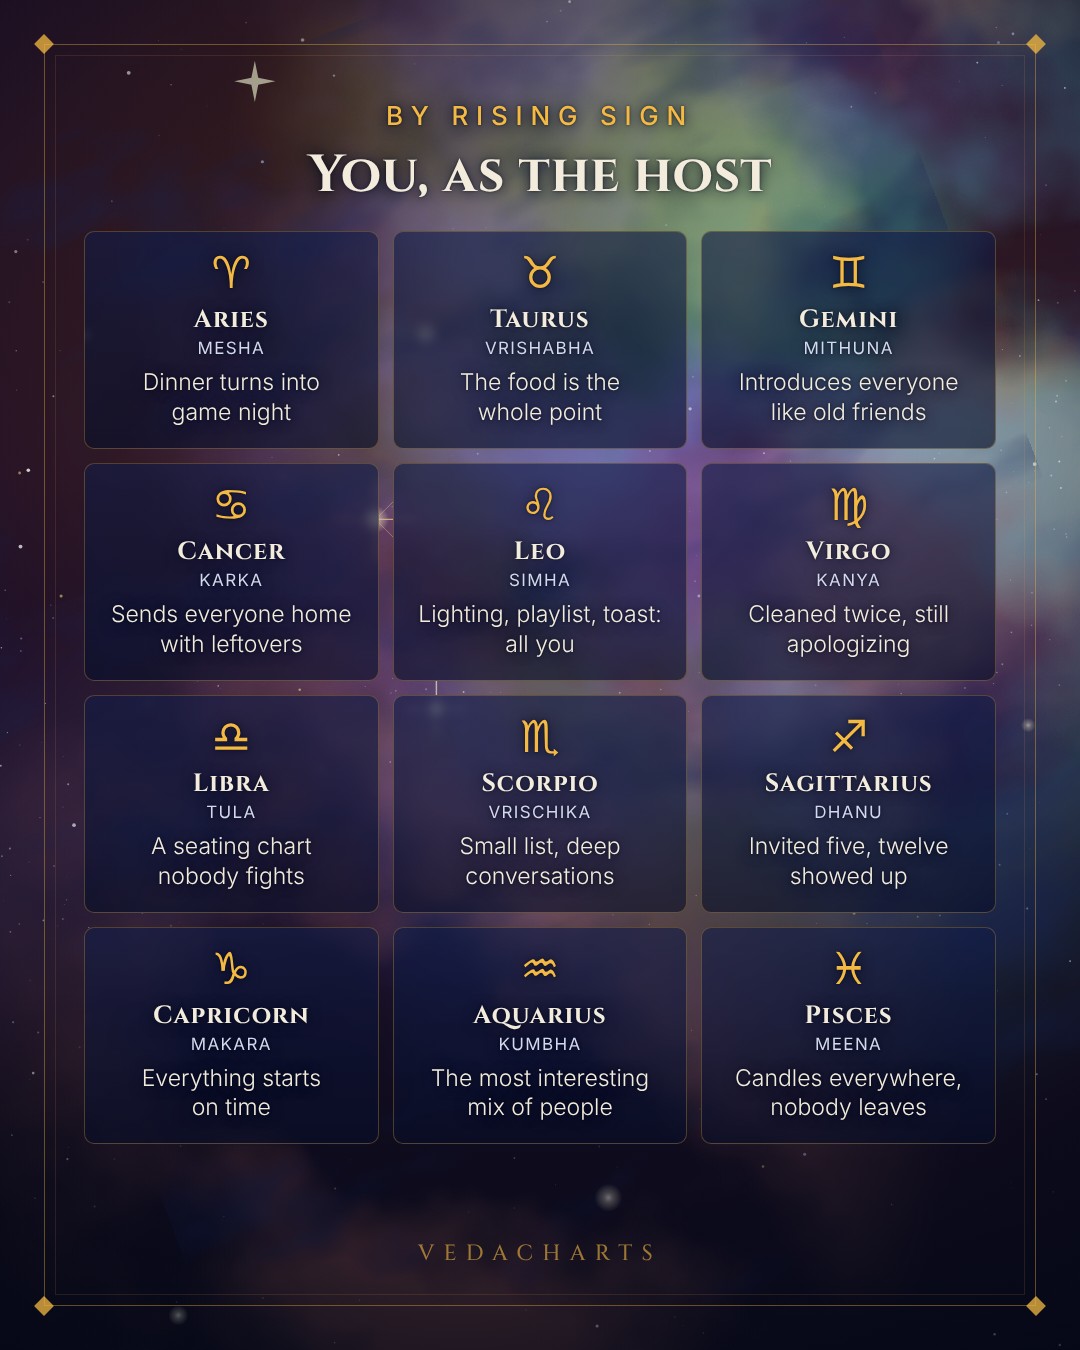 BY RISING SIGN
YOU, AS THE HOST
♈
ARIES
MESHA
Dinner turns into
game night
♉
TAURUS
VRISHABHA
The food is the
whole point
♊
GEMINI
MITHUNA
Introduces everyone
like old friends
♋
CANCER
KARKA
Sends everyone home
with leftovers
♌
LEO
SIMHA
Lighting, playlist, toast:
all you
♍
VIRGO
KANYA
Cleaned twice, still
apologizing
♎
LIBRA
TULA
A seating chart
nobody fights
♏
SCORPIO
VRISCHIKA
Small list, deep
conversations
♐
SAGITTARIUS
DHANU
Invited five, twelve
showed up
♑
CAPRICORN
MAKARA
Everything starts
on time
♒
AQUARIUS
KUMBHA
The most interesting
mix of people
♓
PISCES
MEENA
Candles everywhere,
nobody leaves
VEDACHARTS